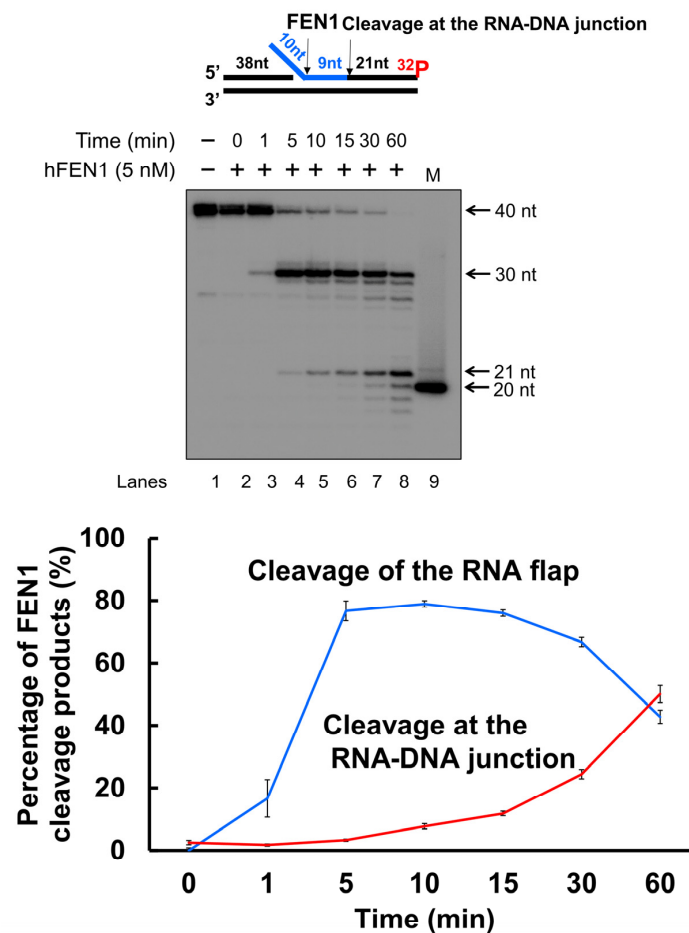 FEN1 Cleavage at the RNA-DNA junction
10nt
38nt 9nt 21nt 32P
5'
3'
Time (min) – 0 1 5 10 15 30 60
hFEN1 (5 nM) – + + + + + + + M
40 nt
30 nt
21 nt
20 nt
Lanes 1 2 3 4 5 6 7 8 9
Percentage of FEN1
cleavage products (%)
100
80
60
40
20
0
Cleavage of the RNA flap
Cleavage at the
RNA-DNA junction
0 1 5 10 15 30 60
Time (min)